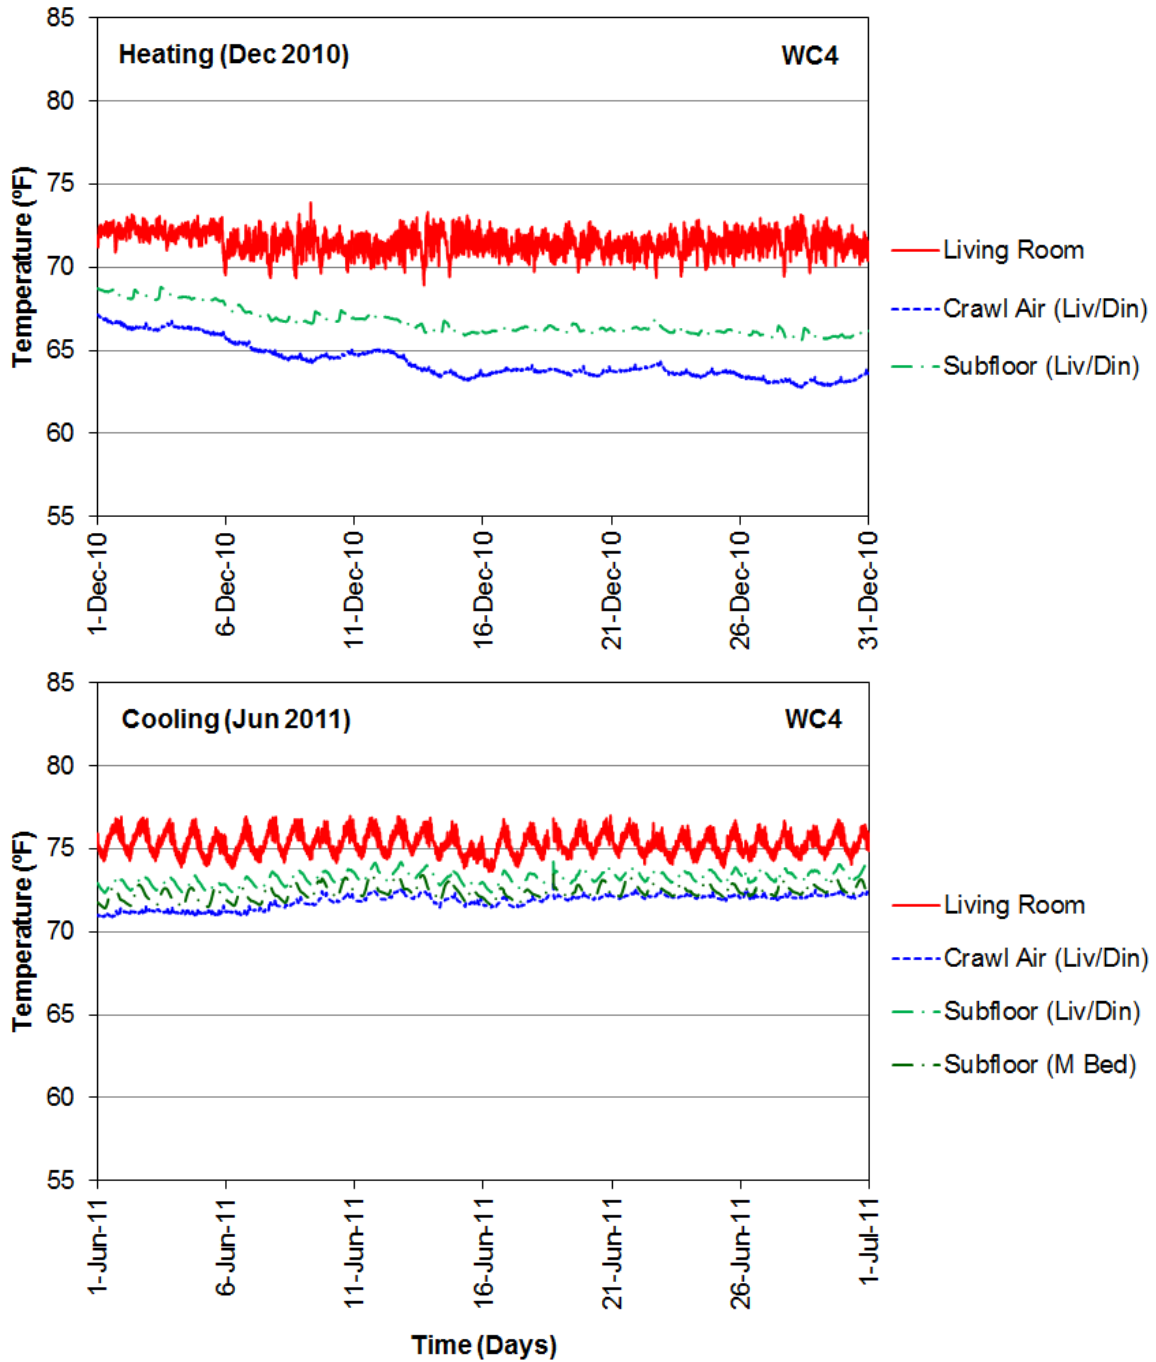 85
Heating (Dec 2010) WC4
80
75
70
65
60
55
Temperature (ºF)
1-Dec-10
6-Dec-10
11-Dec-10
16-Dec-10
21-Dec-10
26-Dec-10
31-Dec-10
Living Room
Crawl Air (Liv/Din)
Subfloor (Liv/Din)
85
Cooling (Jun 2011) WC4
80
75
70
65
60
55
Temperature (ºF)
1-Jun-11
6-Jun-11
11-Jun-11
16-Jun-11
21-Jun-11
26-Jun-11
1-Jul-11
Time (Days)
Living Room
Crawl Air (Liv/Din)
Subfloor (Liv/Din)
Subfloor (M Bed)